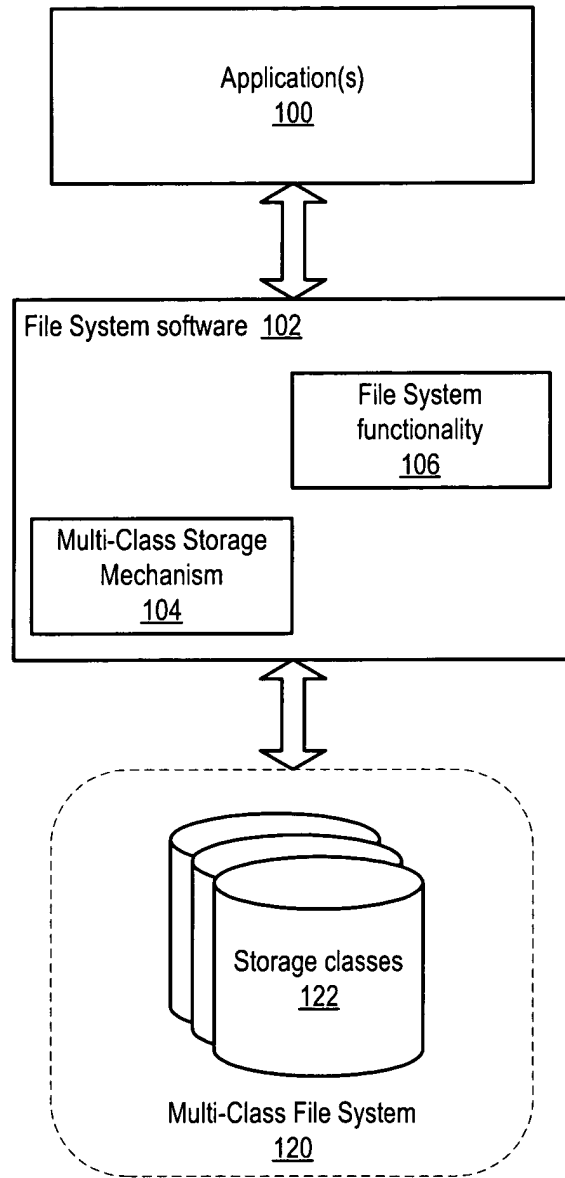 Application(s)
100
File System software 102
File System
functionality
106
Multi-Class Storage
Mechanism
104
Storage classes
122
Multi-Class File System
120